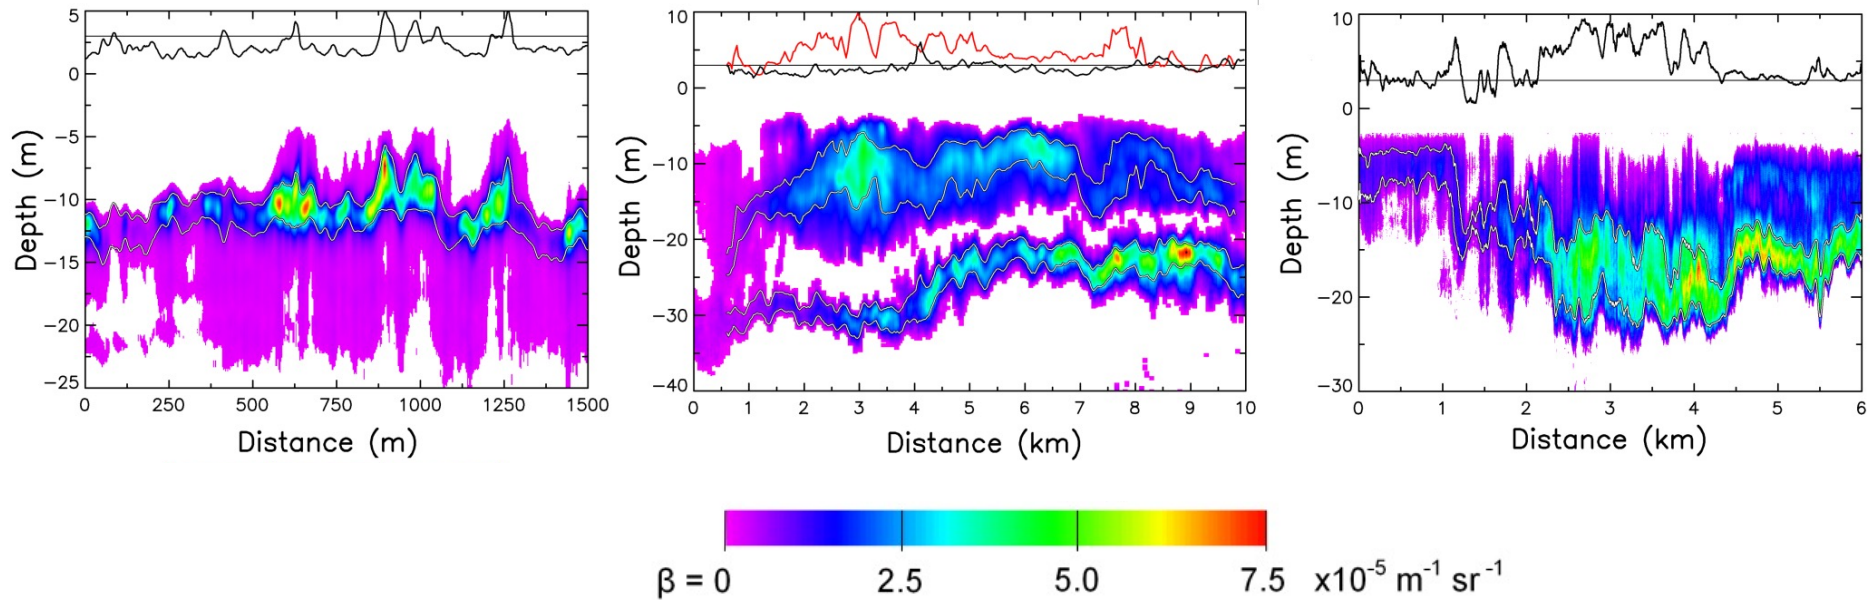 5
0
−5
−10
−15
−20
−25
Depth (m)
0 250 500 750 1000 1250 1500
Distance (m)
10
0
−10
−20
−30
−40
Depth (m)
0 1 2 3 4 5 6 7 8 9 10
Distance (km)
10
0
−10
−20
−30
Depth (m)
0 1 2 3 4 5 6
Distance (km)
β = 0 2.5 5.0 7.5 x10⁻⁵ m⁻¹ sr⁻¹